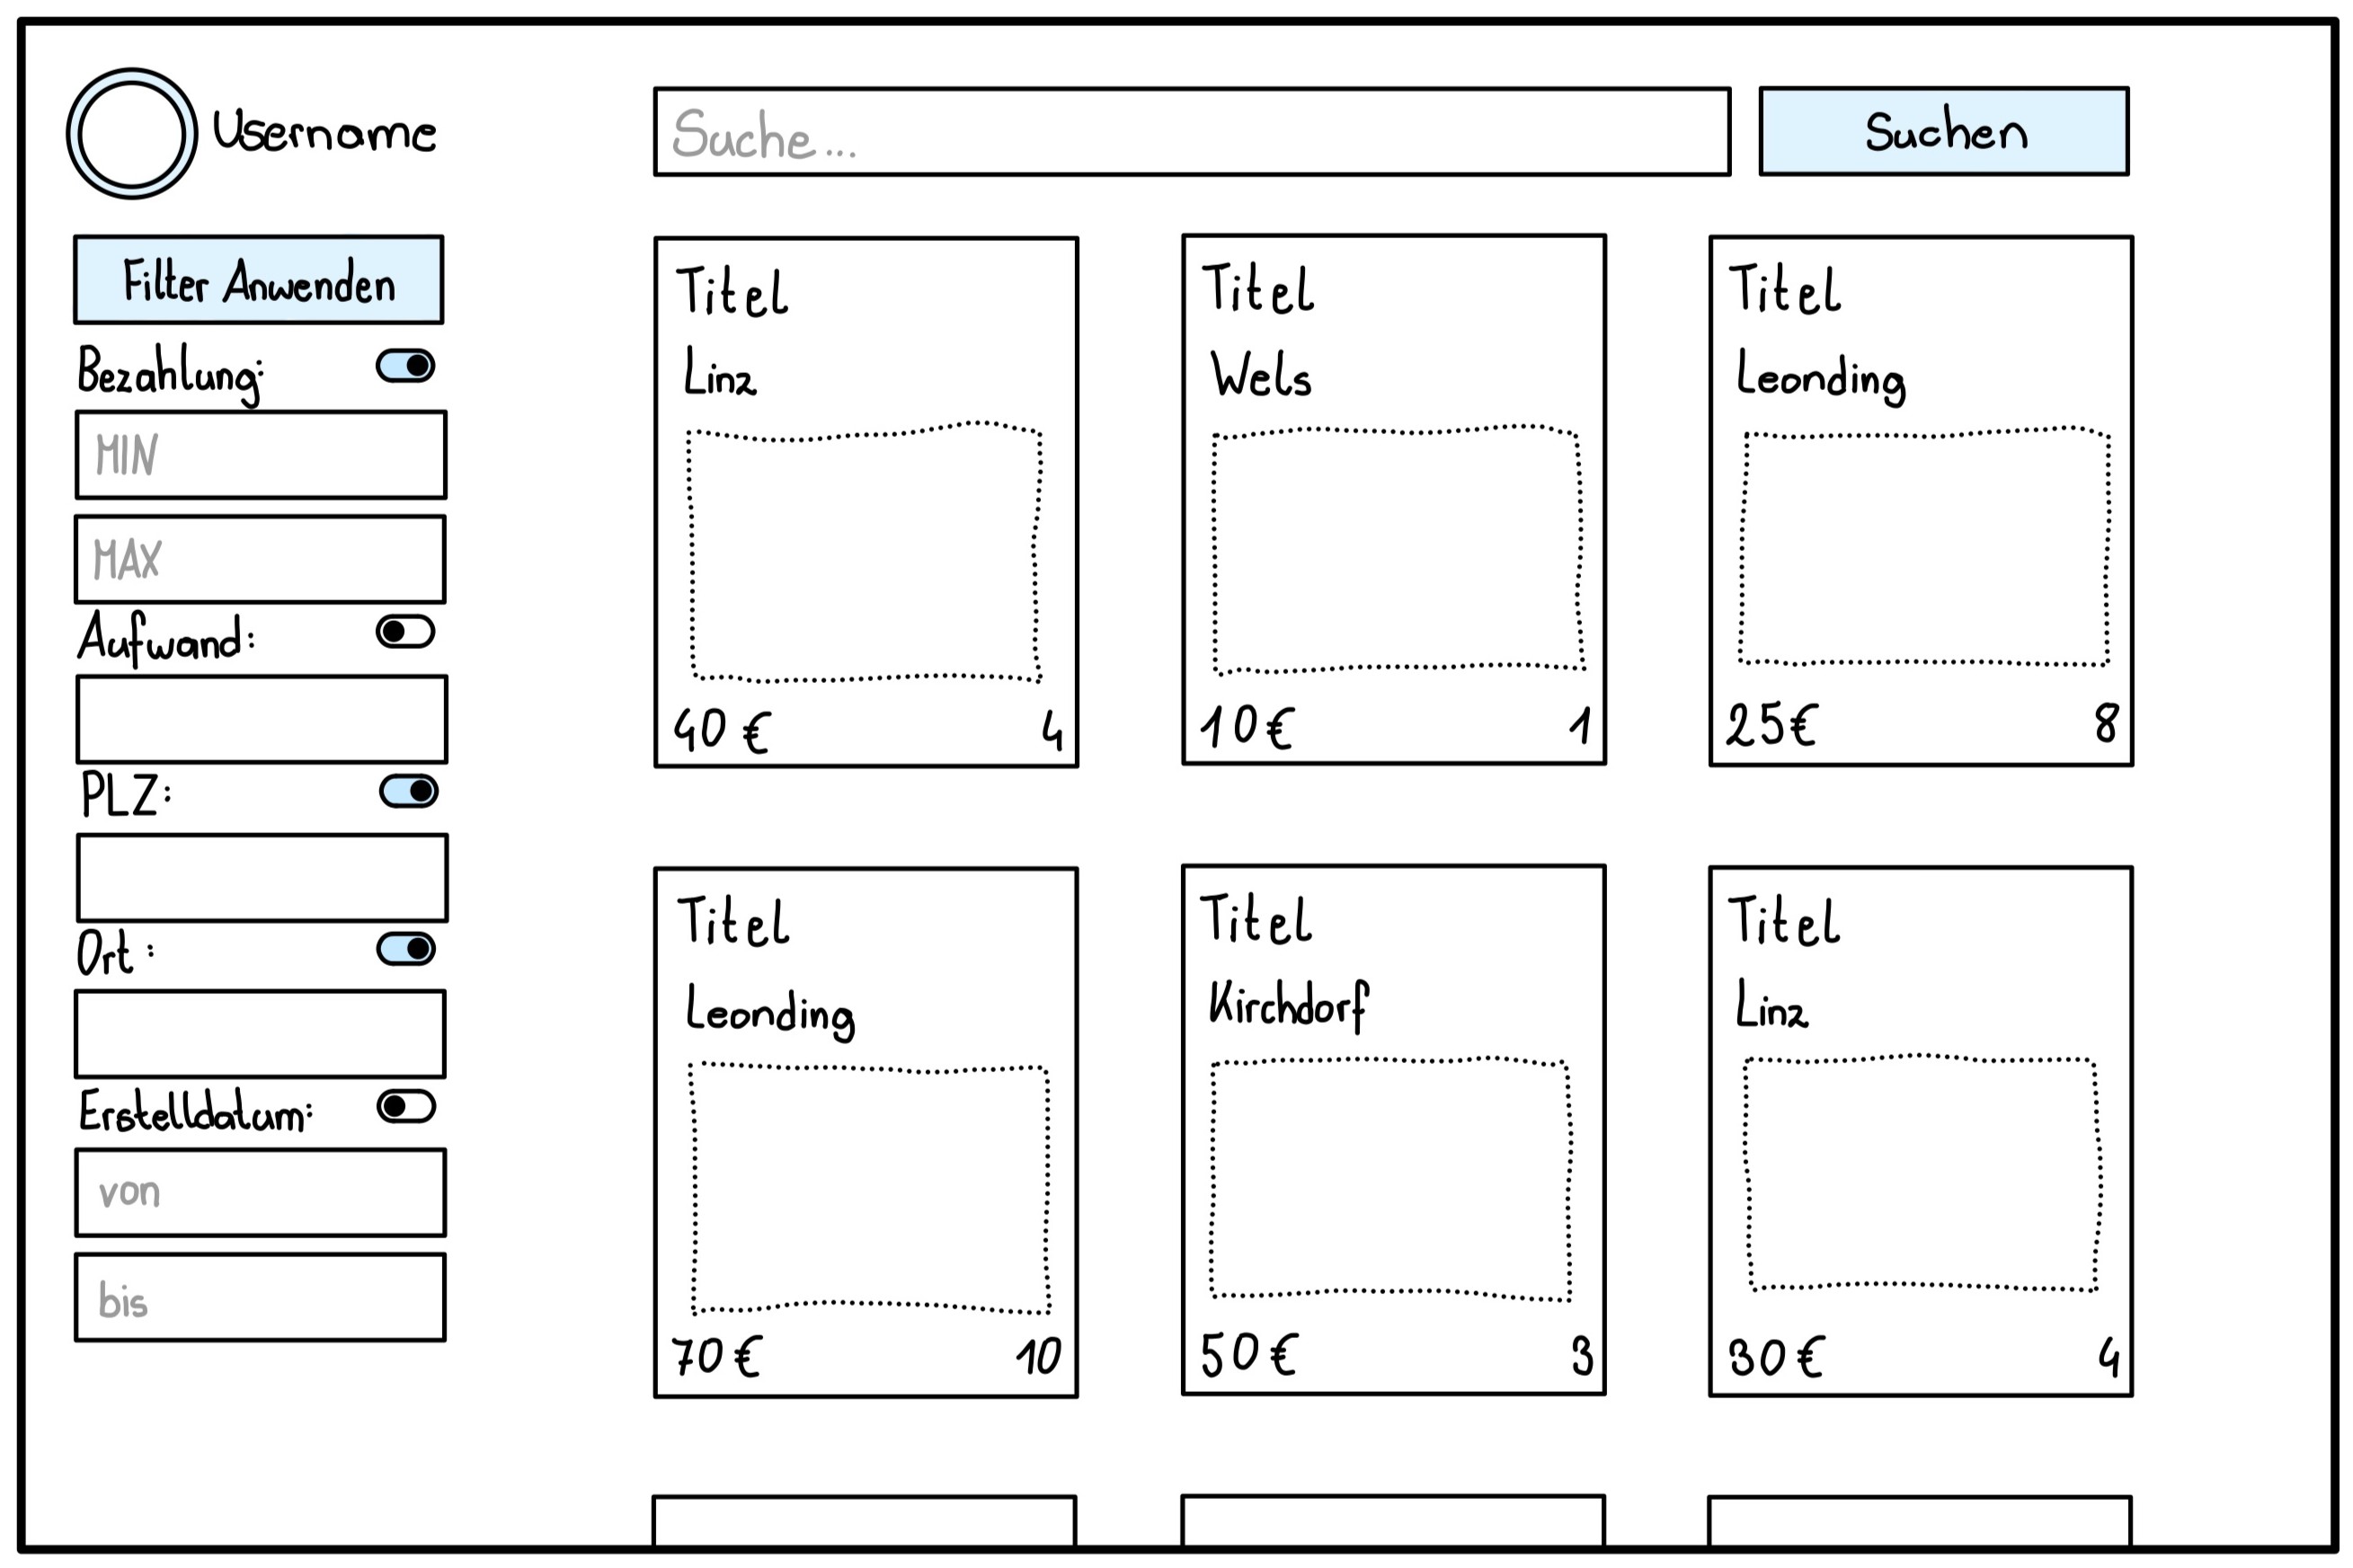 Username
Suche...
Suchen
Filter Anwenden
Bezahlung:
MIN
MAX
Aufwand:
PLZ:
Ort:
Erstelldatum:
von
bis
Titel
Linz
40€ 4
Titel
Wels
10€ 1
Titel
Leonding
25€ 8
Titel
Leonding
70€ 10
Titel
Kirchdorf
50€ 3
Titel
Linz
30€ 4